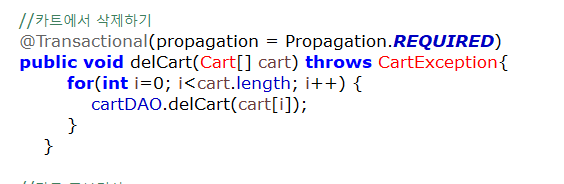 //카트에서 삭제하기
@Transactional(propagation = Propagation.REQUIRED)
public void delCart(Cart[] cart) throws CartException{
for(int i=0; i<cart.length; i++) {
cartDAO.delCart(cart[i]);
}
}